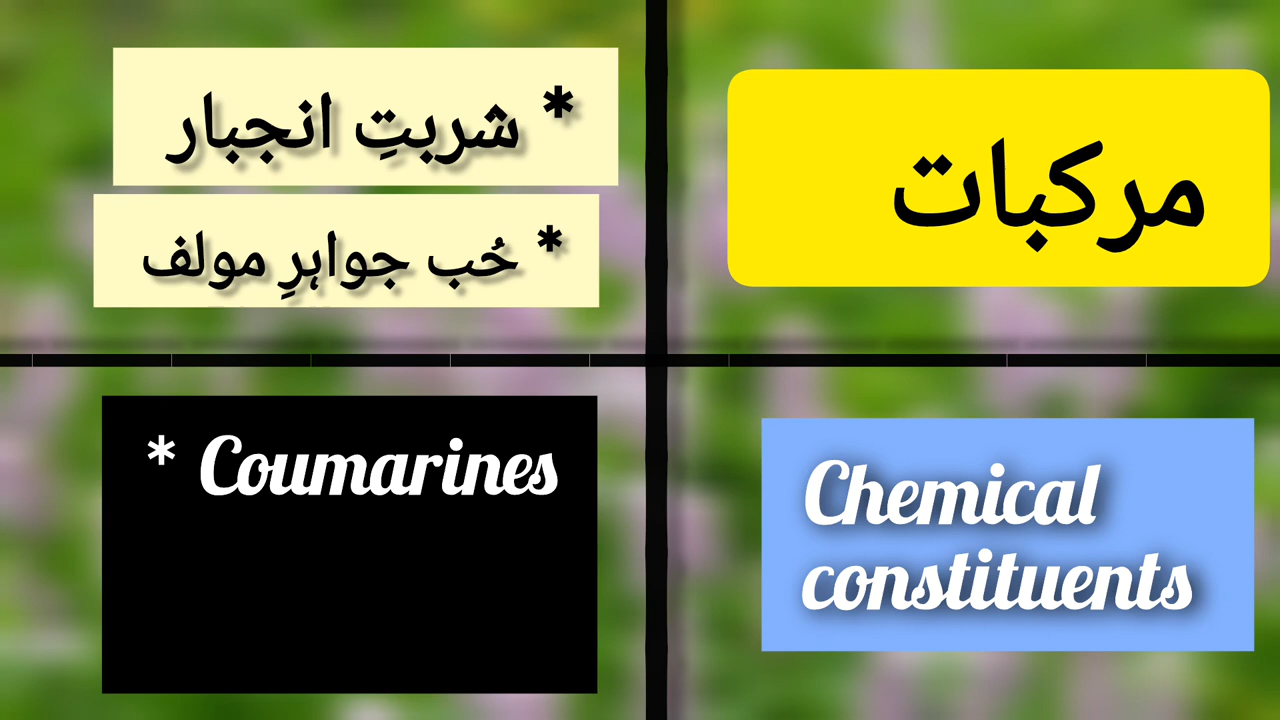 مرکبات
* شربتِ انجبار
* حُب جواہرِ مولف
Chemical
constituents
* Coumarines